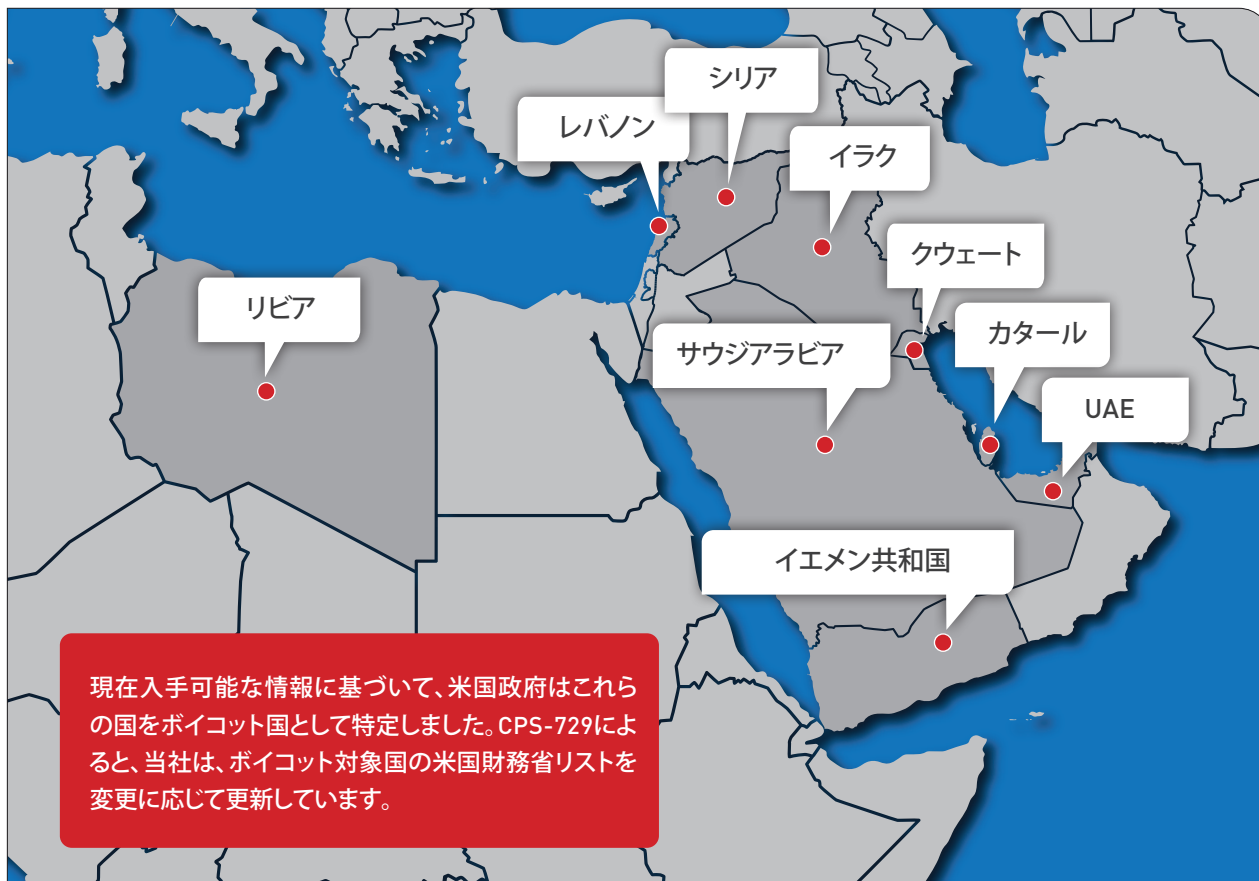 シリア
レバノン
イラク
クウェート
リビア
カタール
サウジアラビア
UAE
イエメン共和国
現在入手可能な情報に基づいて、米国政府はこれら
の国をボイコット国として特定しました。CPS-729によ
ると、当社は、ボイコット対象国の米国財務省リストを
変更に応じて更新しています。